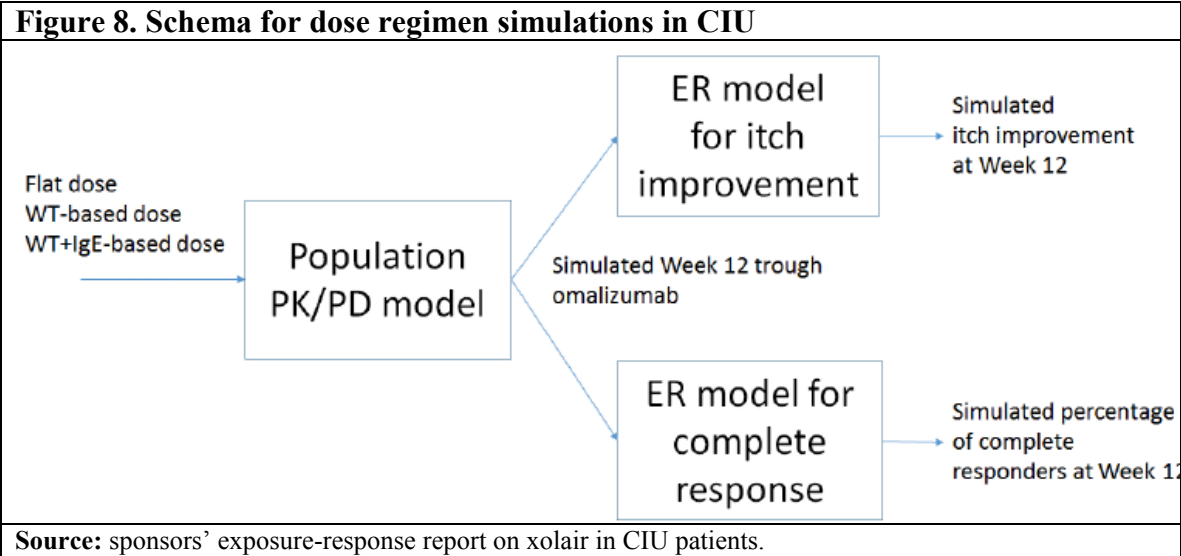 Figure 8. Schema for dose regimen simulations in CIU
Flat dose
WT-based dose
WT+IgE-based dose
Population
PK/PD model
ER model
for itch
improvement
Simulated
itch improvement
at Week 12
Simulated Week 12 trough
omalizumab
ER model for
complete
response
Simulated percentage
of complete
responders at Week 12
Source: sponsors' exposure-response report on xolair in CIU patients.